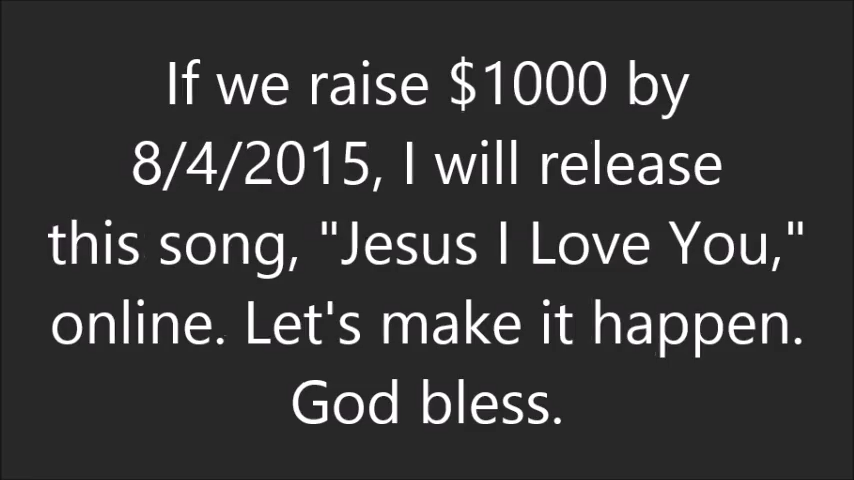 If we raise $1000 by
8/4/2015, I will release
this song, "Jesus I Love You,"
online. Let's make it happen.
God bless.